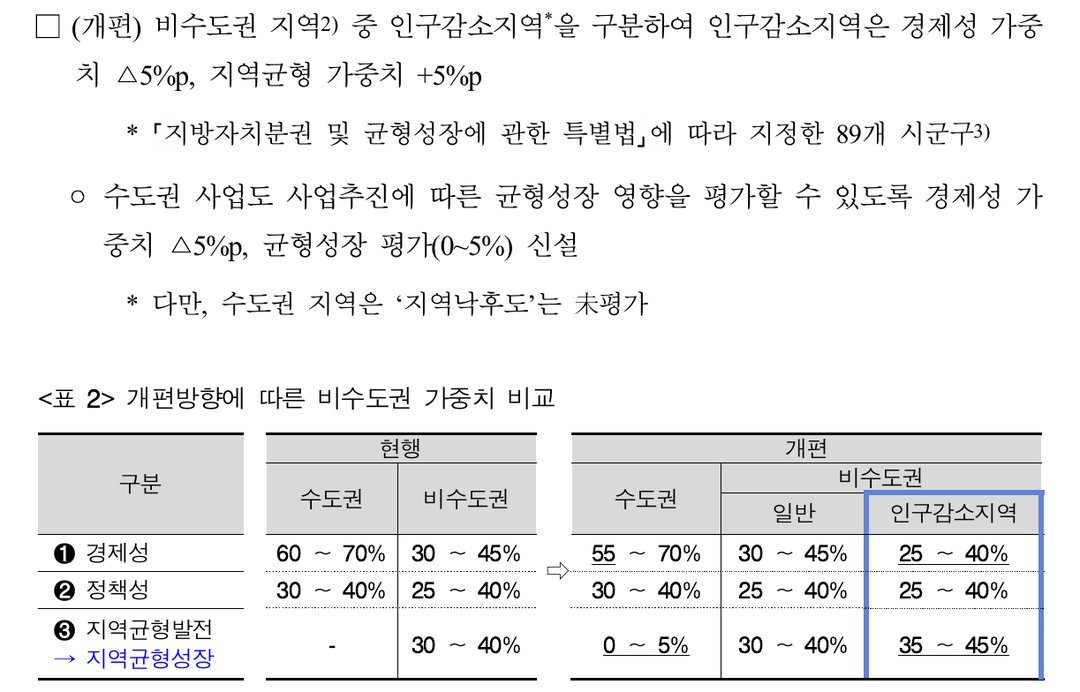 □ (개편) 비수도권 지역2) 중 인구감소지역*을 구분하여 인구감소지역은 경제성 가중
치 △5%p, 지역균형 가중치 +5%p
* 「지방자치분권 및 균형성장에 관한 특별법」에 따라 지정한 89개 시군구3)
○ 수도권 사업도 사업추진에 따른 균형성장 영향을 평가할 수 있도록 경제성 가
중치 △5%p, 균형성장 평가(0~5%) 신설
* 다만, 수도권 지역은 ‘지역낙후도’는 未평가
<표 2> 개편방향에 따른 비수도권 가중치 비교
구분 현행 개편
수도권 비수도권 수도권 비수도권
일반 인구감소지역
❶ 경제성 60 ~ 70% 30 ~ 45% ⇨ 55 ~ 70% 30 ~ 45% 25 ~ 40%
❷ 정책성 30 ~ 40% 25 ~ 40% 30 ~ 40% 25 ~ 40% 25 ~ 40%
❸ 지역균형발전 - 30 ~ 40% 0 ~ 5% 30 ~ 40% 35 ~ 45%
→ 지역균형성장